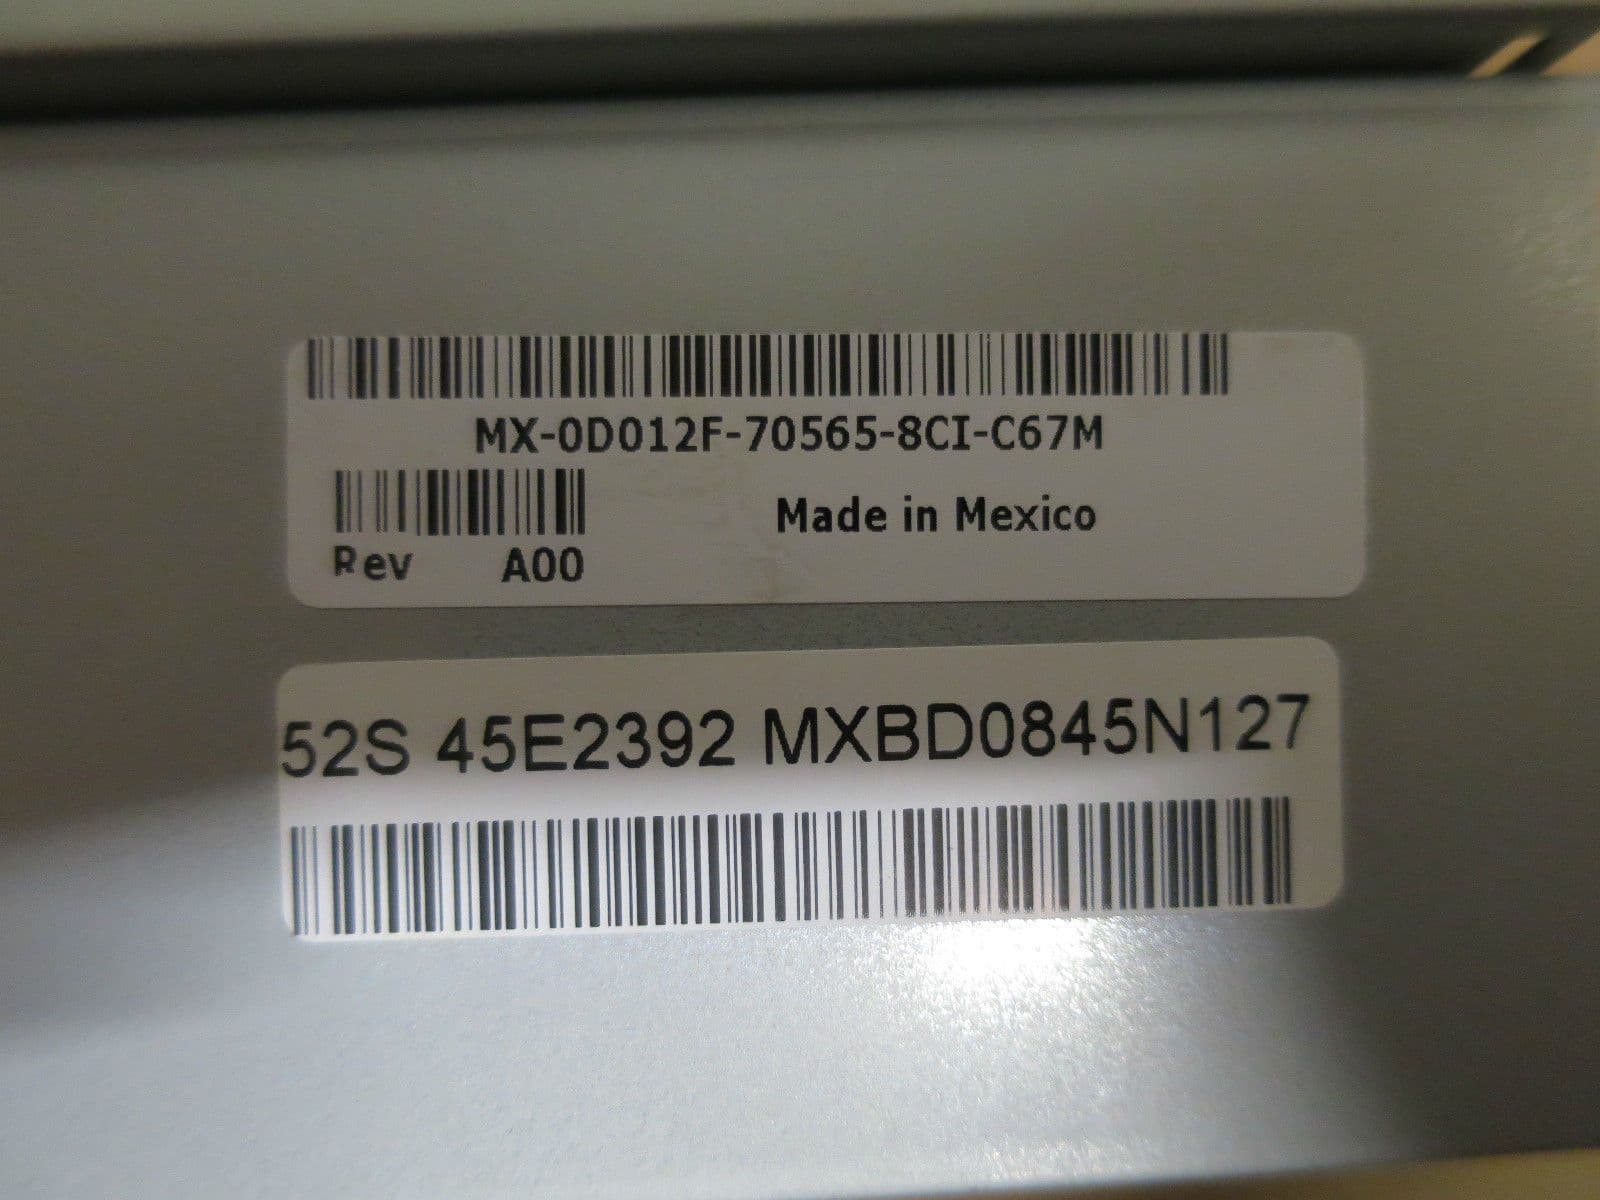 MX-0D012F-70565-8CI-C67M
Made in Mexico
Rev A00
52S 45E2392 MXBD0845N127